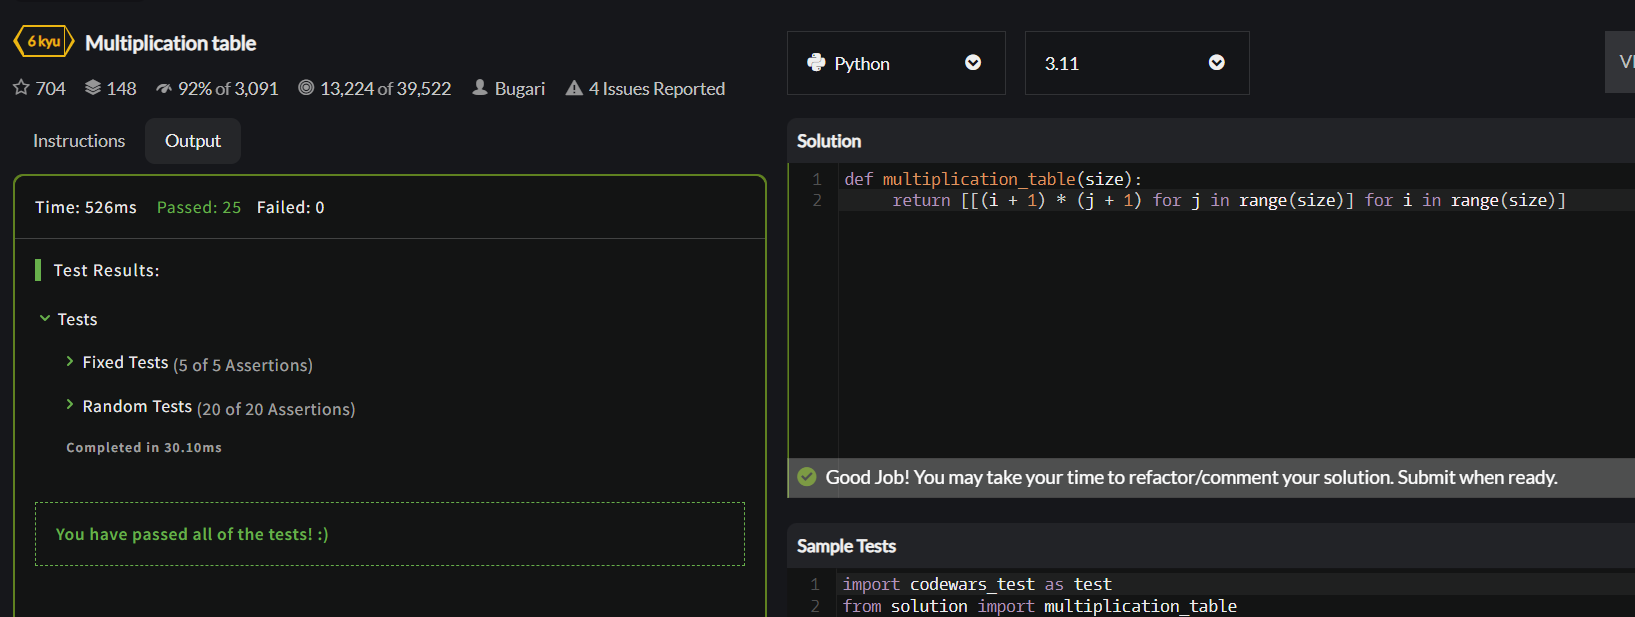 6 kyu Multiplication table
704 148 92% of 3,091 13,224 of 39,522 Bugari 4 Issues Reported
Instructions Output
Time: 526ms Passed: 25 Failed: 0
Test Results:
Tests
Fixed Tests (5 of 5 Assertions)
Random Tests (20 of 20 Assertions)
Completed in 30.10ms
You have passed all of the tests! :)
Python 3.11
Solution
1 def multiplication_table(size):
2 return [[(i + 1) * (j + 1) for j in range(size)] for i in range(size)]
Good Job! You may take your time to refactor/comment your solution. Submit when ready.
Sample Tests
1 import codewars_test as test
2 from solution import multiplication_table